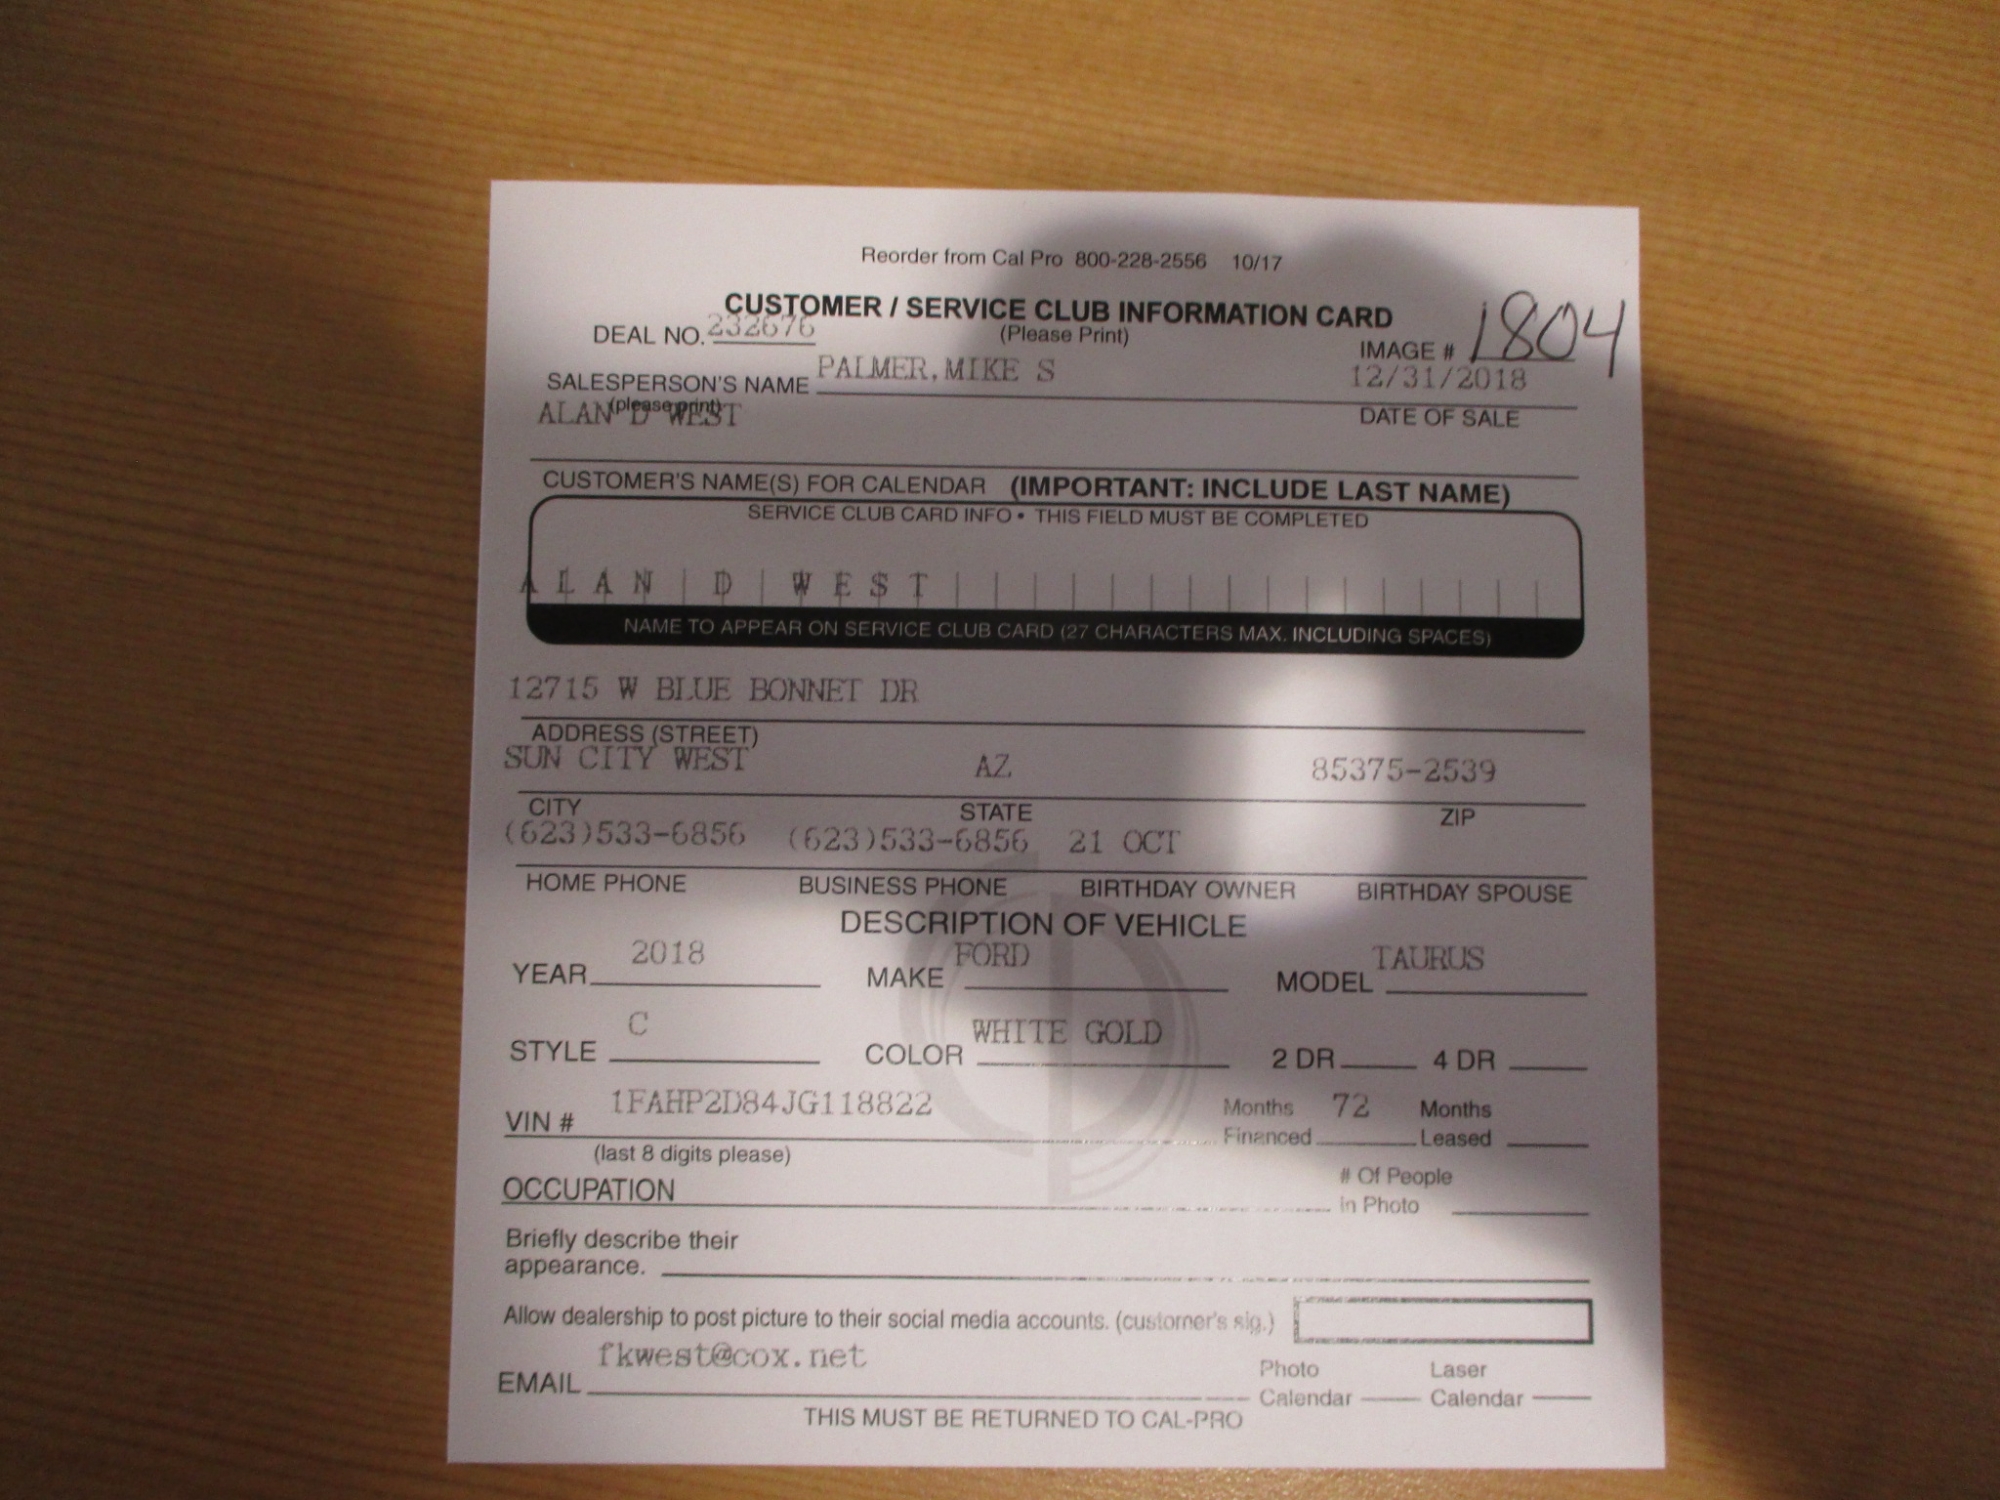 Reorder from Cal Pro 800-228-2556 10/17
CUSTOMER / SERVICE CLUB INFORMATION CARD
DEAL NO. 232676 (Please Print) IMAGE # 1804
SALESPERSON'S NAME PALMER,MIKE S 12/31/2018
(please print) DATE OF SALE
ALAN D WEST
CUSTOMER'S NAME(S) FOR CALENDAR (IMPORTANT: INCLUDE LAST NAME)
SERVICE CLUB CARD INFO • THIS FIELD MUST BE COMPLETED
ALAN D WEST
NAME TO APPEAR ON SERVICE CLUB CARD (27 CHARACTERS MAX. INCLUDING SPACES)
12715 W BLUE BONNET DR
ADDRESS (STREET)
SUN CITY WEST AZ 85375-2539
CITY STATE ZIP
(623)533-6856 (623)533-6856 21 OCT
HOME PHONE BUSINESS PHONE BIRTHDAY OWNER BIRTHDAY SPOUSE
DESCRIPTION OF VEHICLE
YEAR 2018 MAKE FORD MODEL TAURUS
STYLE C COLOR WHITE GOLD 2 DR 4 DR
VIN # 1FAHP2D84JG118822 Months Financed 72 Months Leased
(last 8 digits please)
OCCUPATION # Of People in Photo
Briefly describe their
appearance.
Allow dealership to post picture to their social media accounts. (customer's sig.)
EMAIL fkwest@cox.net Photo Calendar Laser Calendar
THIS MUST BE RETURNED TO CAL-PRO